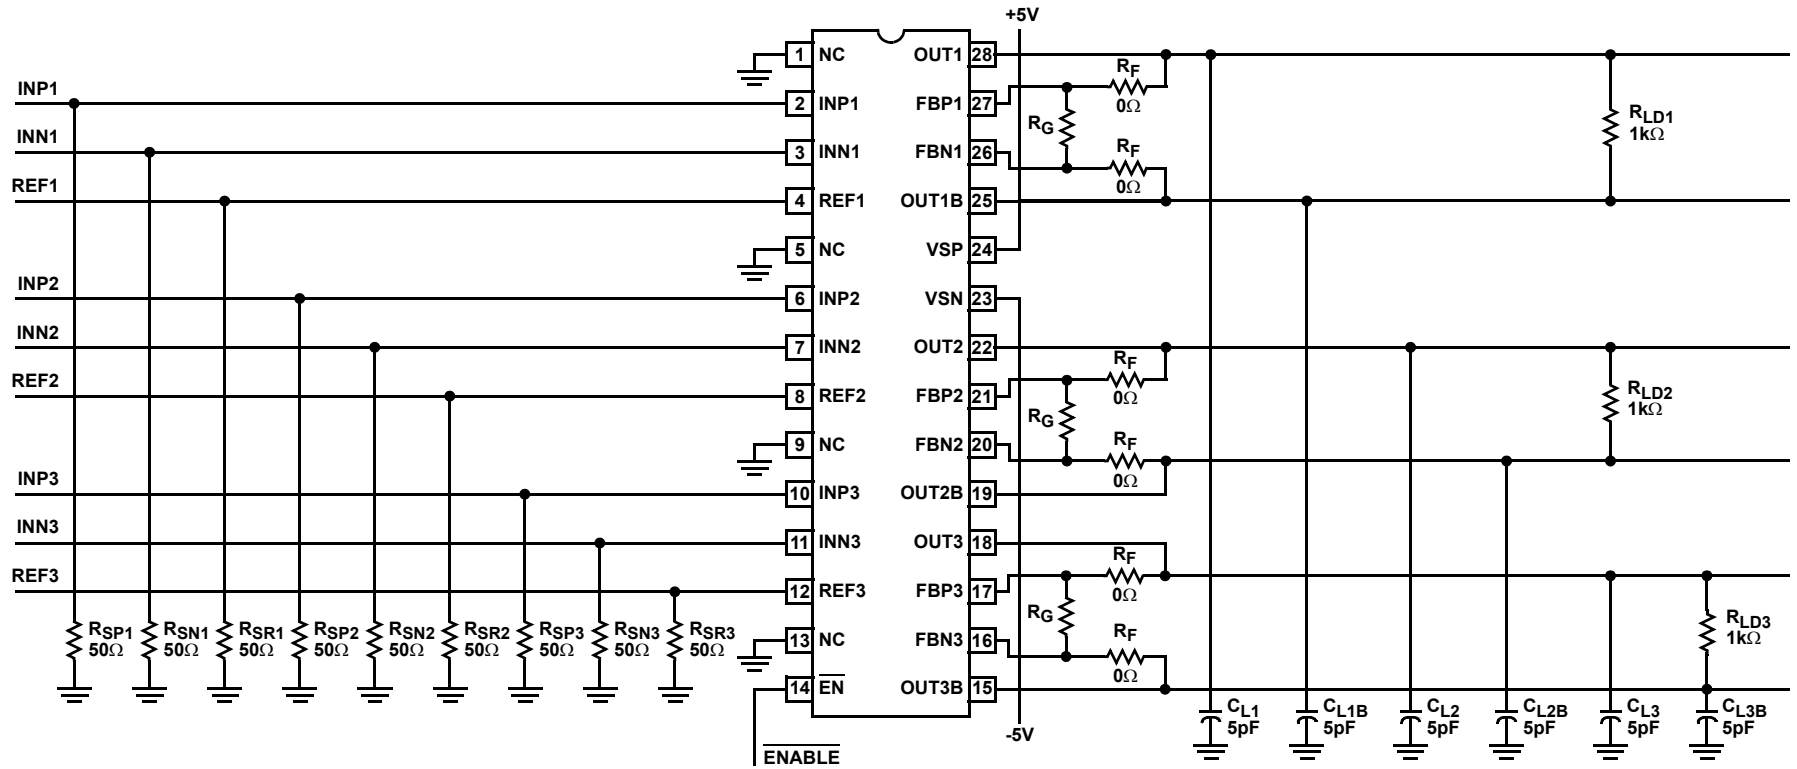 +5V
1 NC OUT1 28
INP1 2 INP1 FBP1 27
RF
0Ω
RG
RLD1
1kΩ
INN1 3 INN1 FBN1 26
RF
0Ω
REF1 4 REF1 OUT1B 25
5 NC VSP 24
INP2 6 INP2 VSN 23
INN2 7 INN2 OUT2 22
RF
0Ω
REF2 8 REF2 FBP2 21
RG
RLD2
1kΩ
9 NC FBN2 20
RF
0Ω
INP3 10 INP3 OUT2B 19
INN3 11 INN3 OUT3 18
RF
0Ω
REF3 12 REF3 FBP3 17
RG
RLD3
1kΩ
13 NC FBN3 16
RF
0Ω
14 EN OUT3B 15
RSP1
50Ω
RSN1
50Ω
RSR1
50Ω
RSP2
50Ω
RSN2
50Ω
RSR2
50Ω
RSP3
50Ω
RSN3
50Ω
RSR3
50Ω
CL1
5pF
CL1B
5pF
CL2
5pF
CL2B
5pF
CL3
5pF
CL3B
5pF
-5V
ENABLE